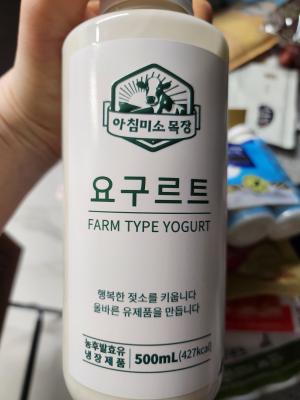 아침미소 목장
요구르트
FARM TYPE YOGURT
행복한 젖소를 키웁니다
올바른 유제품을 만듭니다
농후발효유
냉장제품
500mL(427kcal)